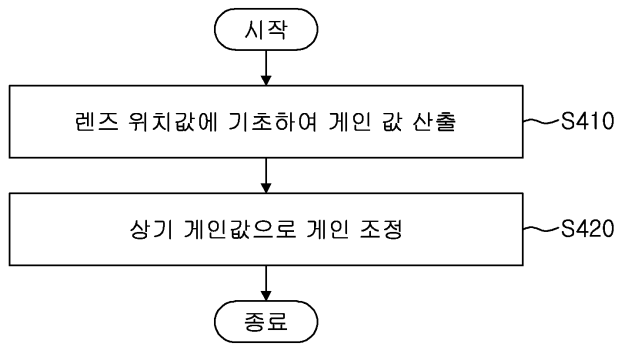 시작
렌즈 위치값에 기초하여 게인 값 산출
S410
상기 게인값으로 게인 조정
S420
종료